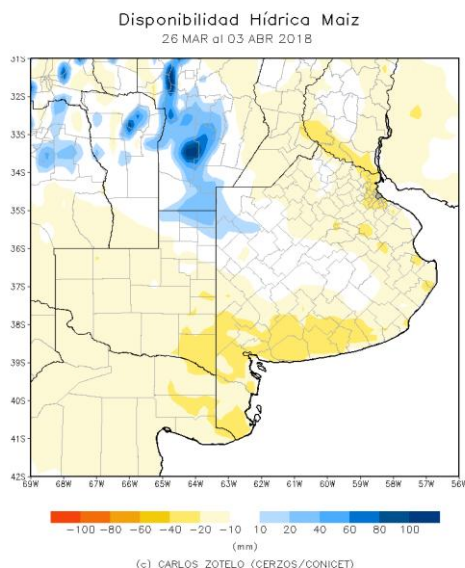 Disponibilidad Hídrica Maiz
26 MAR al 03 ABR 2018
31S
32S
33S
34S
35S
36S
37S
38S
39S
40S
41S
42S
69W 68W 67W 66W 65W 64W 63W 62W 61W 60W 59W 58W 57W 56W
-100 -80 -60 -40 -20 -10 10 20 40 60 80 100
(mm)
(c) CARLOS ZOTELO (CERZOS/CONICET)